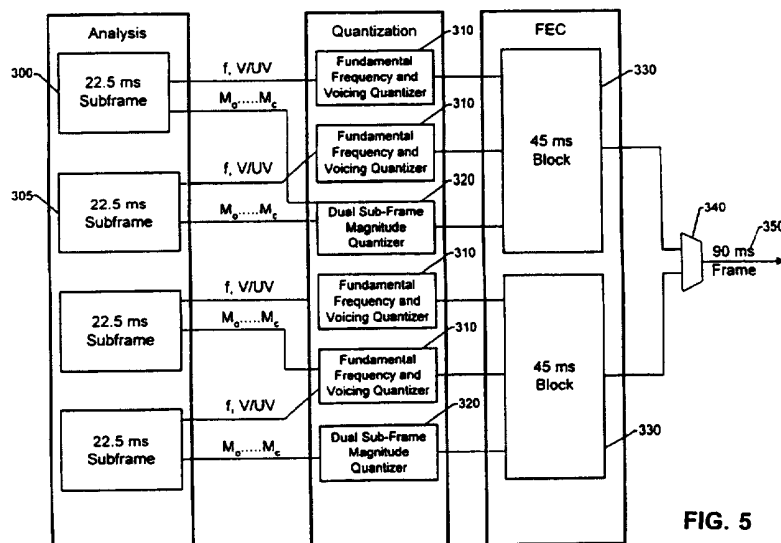 Analysis
Quantization
FEC
300
22.5 ms
Subframe
f, V/UV
M₀.....M꜀
310
Fundamental
Frequency and
Voicing Quantizer
330
45 ms
Block
305
22.5 ms
Subframe
f, V/UV
M₀.....M꜀
310
Fundamental
Frequency and
Voicing Quantizer
320
Dual Sub-Frame
Magnitude
Quantizer
340
90 ms
Frame
350
22.5 ms
Subframe
f, V/UV
M₀.....M꜀
310
Fundamental
Frequency and
Voicing Quantizer
45 ms
Block
310
Fundamental
Frequency and
Voicing Quantizer
22.5 ms
Subframe
f, V/UV
M₀.....M꜀
320
Dual Sub-Frame
Magnitude
Quantizer
330
FIG. 5